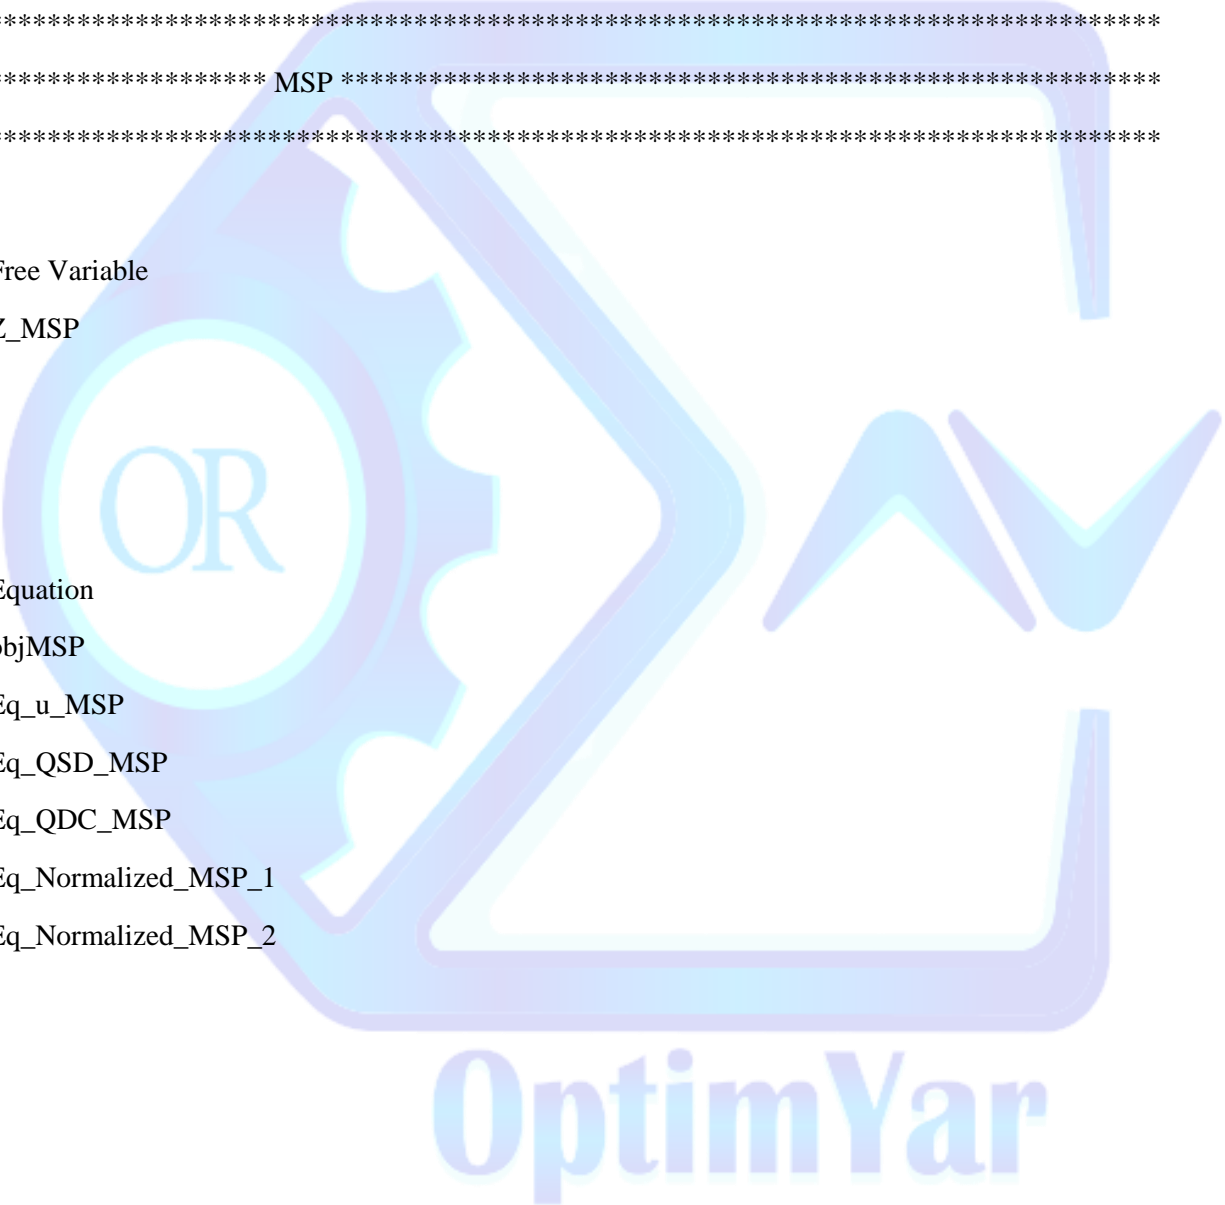 ********************************************************************************
******************* MSP ********************************************************
********************************************************************************
Free Variable
Z_MSP
OR
Equation
objMSP
Eq_u_MSP
Eq_QSD_MSP
Eq_QDC_MSP
Eq_Normalized_MSP_1
Eq_Normalized_MSP_2
OptimYar